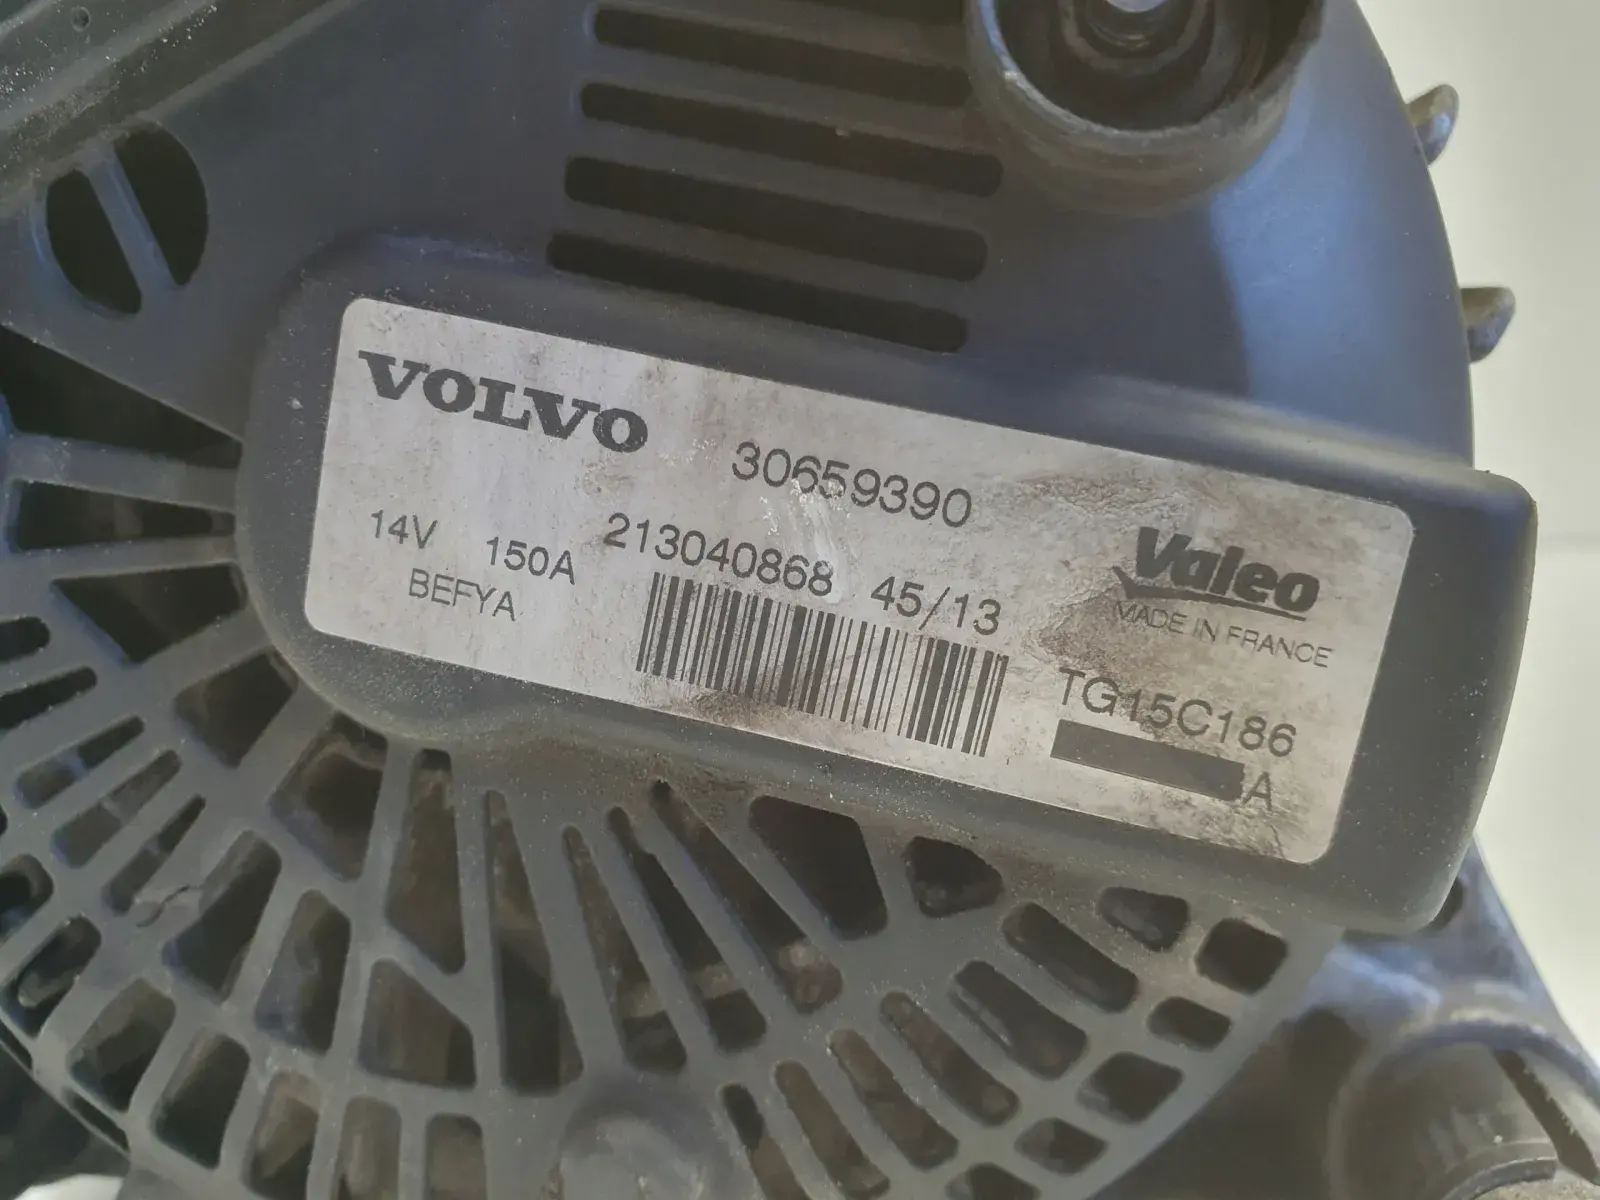 VOLVO
30659390
14V 150A 213040868 45/13
BEFYA
Valeo
MADE IN FRANCE
TG15C186
A